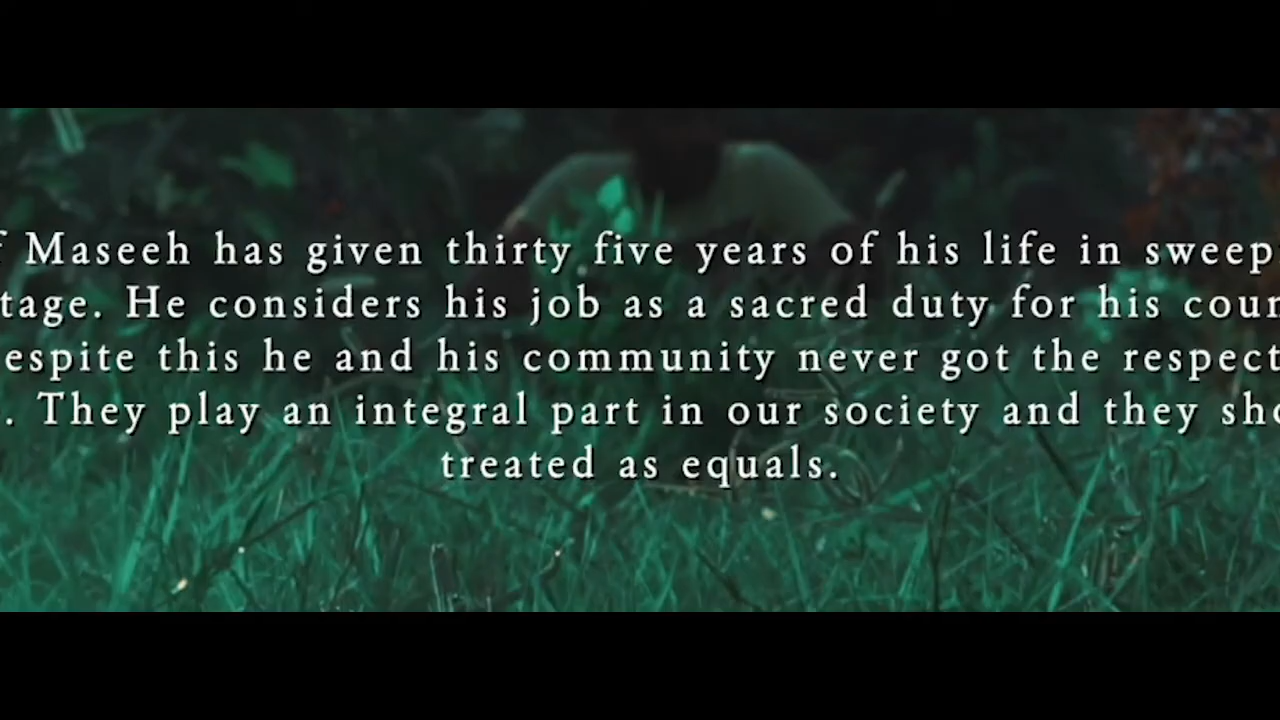 f Maseeh has given thirty five years of his life in sweep
tage. He considers his job as a sacred duty for his coun
espite this he and his community never got the respect
. They play an integral part in our society and they sho
treated as equals.